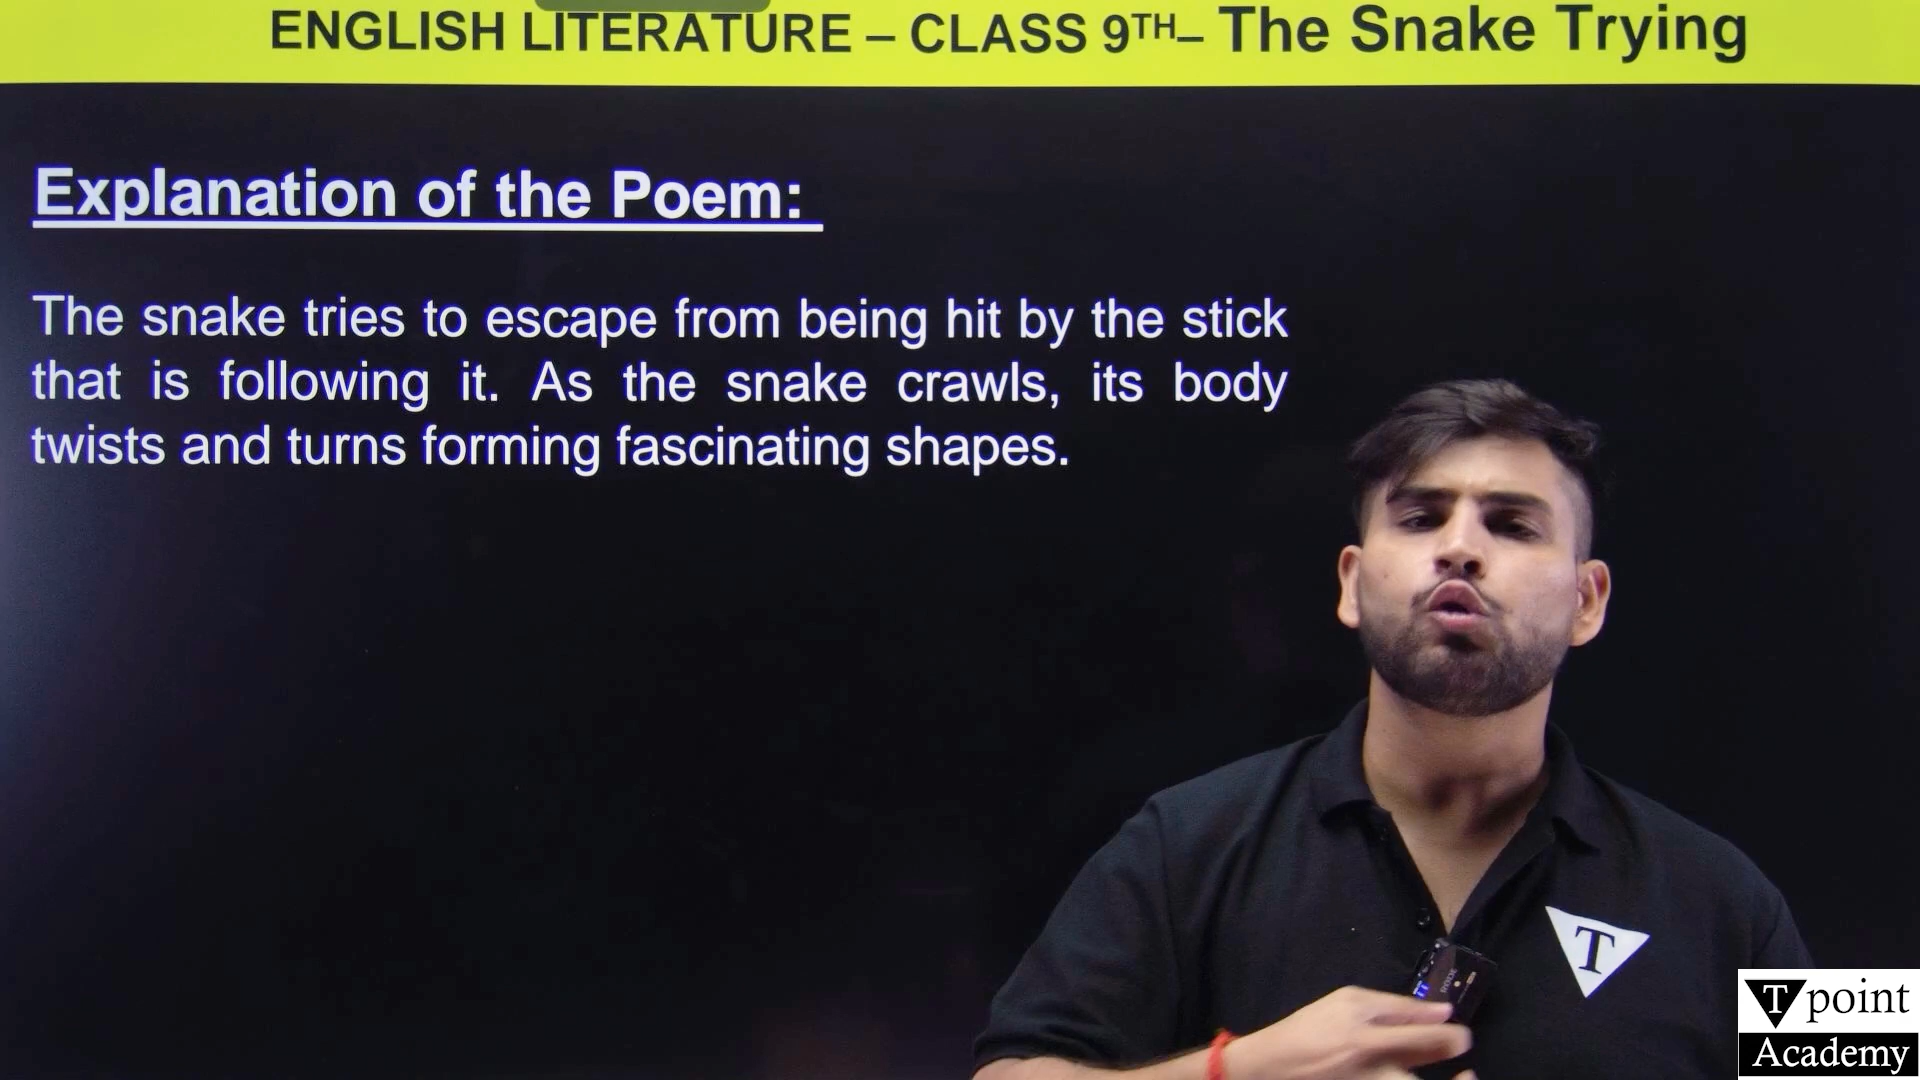 ENGLISH LITERATURE – CLASS 9TH– The Snake Trying
Explanation of the Poem:
The snake tries to escape from being hit by the stick
that is following it. As the snake crawls, its body
twists and turns forming fascinating shapes.
T
RODE
T point
Academy